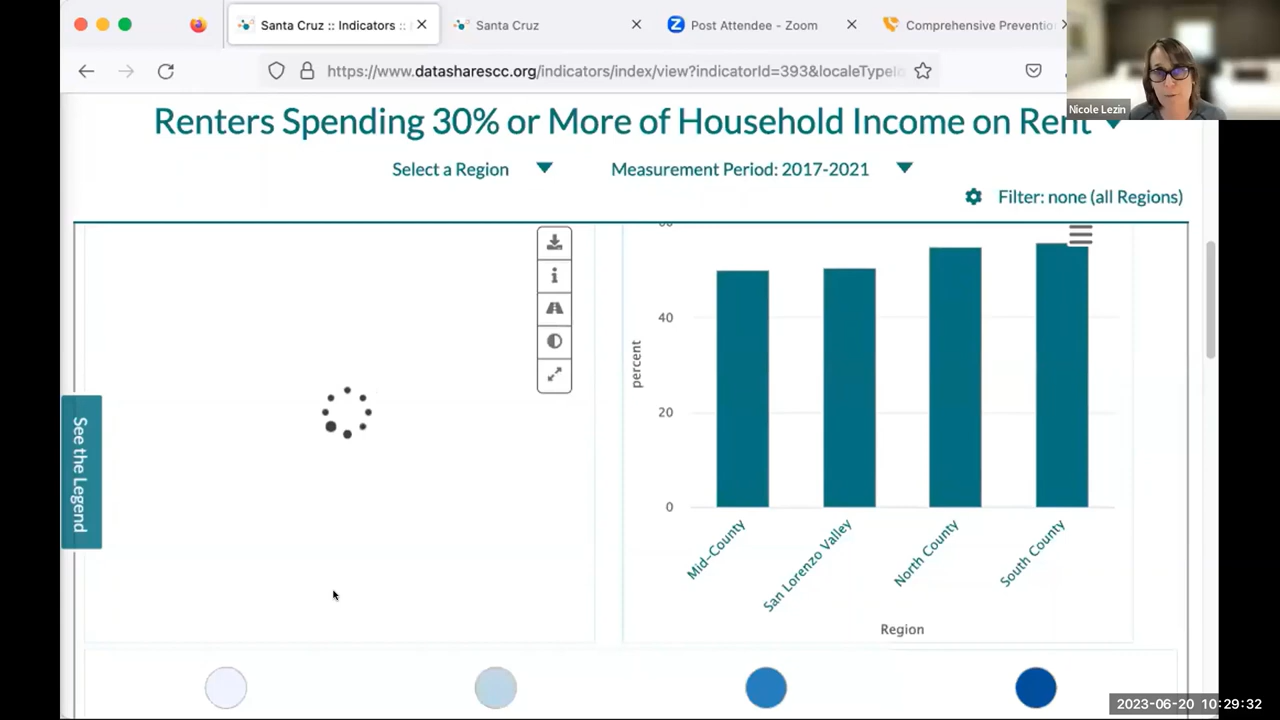 Santa Cruz :: Indicators ::
Santa Cruz
Post Attendee - Zoom
Comprehensive Preventio
https://www.datasharescc.org/indicators/index/view?indicatorId=393&localeTypeI
Nicole Lezin
Renters Spending 30% or More of Household Income on Rent
Select a Region
Measurement Period: 2017-2021
Filter: none (all Regions)
40
20
0
percent
Mid-County
San Lorenzo Valley
North County
South County
Region
See the Legend
2023-06-20 10:29:32